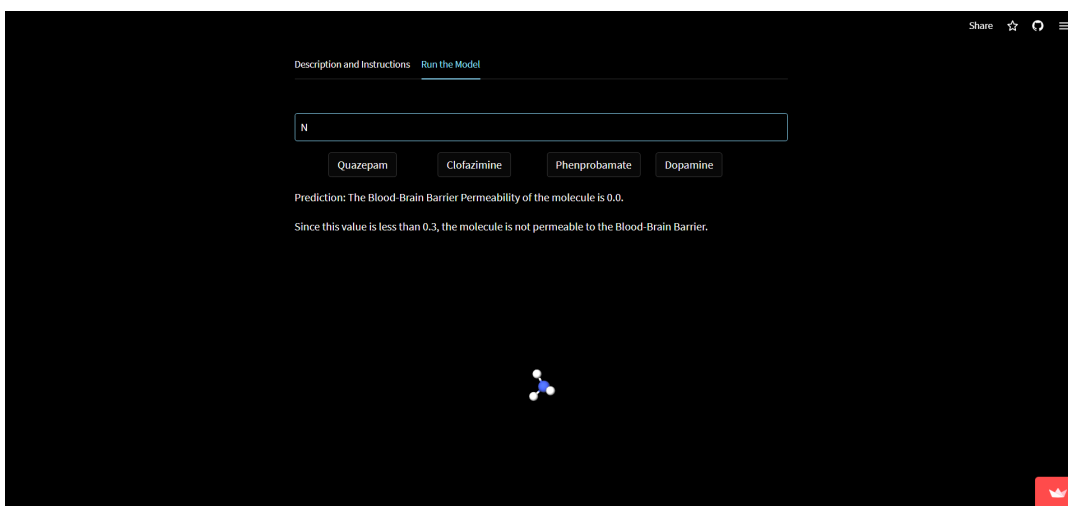 Share
Description and Instructions Run the Model
N
Quazepam Clofazimine Phenprobamate Dopamine
Prediction: The Blood-Brain Barrier Permeability of the molecule is 0.0.
Since this value is less than 0.3, the molecule is not permeable to the Blood-Brain Barrier.